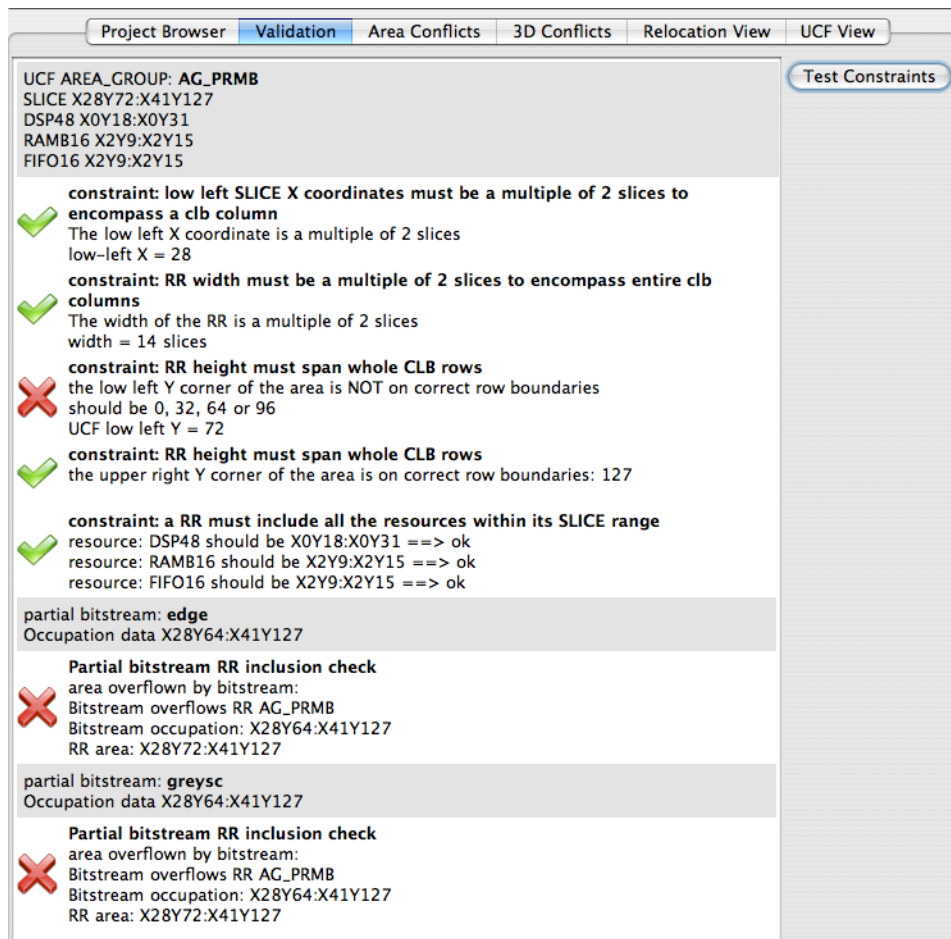 Project Browser Validation Area Conflicts 3D Conflicts Relocation View UCF View
Test Constraints
UCF AREA_GROUP: AG_PRMB
SLICE X28Y72:X41Y127
DSP48 X0Y18:X0Y31
RAMB16 X2Y9:X2Y15
FIFO16 X2Y9:X2Y15
constraint: low left SLICE X coordinates must be a multiple of 2 slices to
encompass a clb column
The low left X coordinate is a multiple of 2 slices
low-left X = 28
constraint: RR width must be a multiple of 2 slices to encompass entire clb
columns
The width of the RR is a multiple of 2 slices
width = 14 slices
constraint: RR height must span whole CLB rows
the low left Y corner of the area is NOT on correct row boundaries
should be 0, 32, 64 or 96
UCF low left Y = 72
constraint: RR height must span whole CLB rows
the upper right Y corner of the area is on correct row boundaries: 127
constraint: a RR must include all the resources within its SLICE range
resource: DSP48 should be X0Y18:X0Y31 ==> ok
resource: RAMB16 should be X2Y9:X2Y15 ==> ok
resource: FIFO16 should be X2Y9:X2Y15 ==> ok
partial bitstream: edge
Occupation data X28Y64:X41Y127
Partial bitstream RR inclusion check
area overflown by bitstream:
Bitstream overflows RR AG_PRMB
Bitstream occupation: X28Y64:X41Y127
RR area: X28Y72:X41Y127
partial bitstream: greysc
Occupation data X28Y64:X41Y127
Partial bitstream RR inclusion check
area overflown by bitstream:
Bitstream overflows RR AG_PRMB
Bitstream occupation: X28Y64:X41Y127
RR area: X28Y72:X41Y127